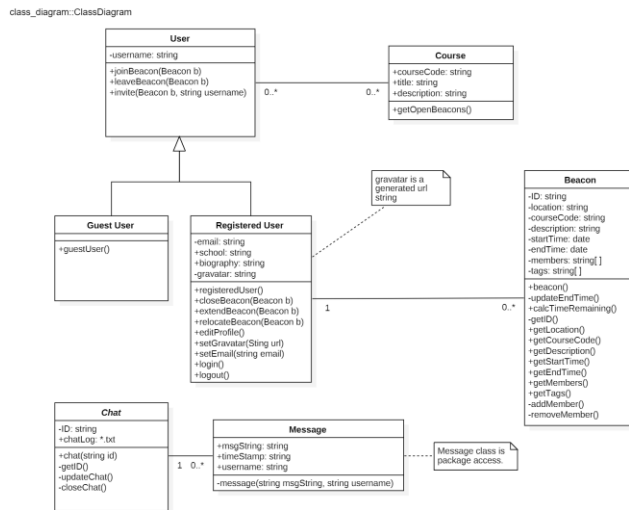 class_diagram::ClassDiagram
User
-username: string
+joinBeacon(Beacon b)
+leaveBeacon(Beacon b)
+invite(Beacon b, string username)
0..*
0..*
Course
+courseCode: string
+title: string
+description: string
+getOpenBeacons()
gravatar is a
generated url
string
Guest User
+guestUser()
Registered User
-email: string
+school: string
+biography: string
-gravatar: string
+registeredUser()
+closeBeacon(Beacon b)
+extendBeacon(Beacon b)
+relocateBeacon(Beacon b)
+editProfile()
+setGravatar(Sting url)
+setEmail(string email)
+login()
+logout()
1
0..*
Beacon
-ID: string
-location: string
-courseCode: string
-description: string
-startTime: date
-endTime: date
-members: string[ ]
-tags: string[ ]
+beacon()
-updateEndTime()
+calcTimeRemaining()
-getID()
+getLocation()
+getCourseCode()
+getDescription()
+getStartTime()
+getEndTime()
+getMembers()
+getTags()
-addMember()
-removeMember()
Chat
-ID: string
+chatLog: *.txt
+chat(string id)
-getID()
-updateChat()
-closeChat()
1
0..*
Message
+msgString: string
+timeStamp: string
+username: string
-message(string msgString, string username)
Message class is
package access.